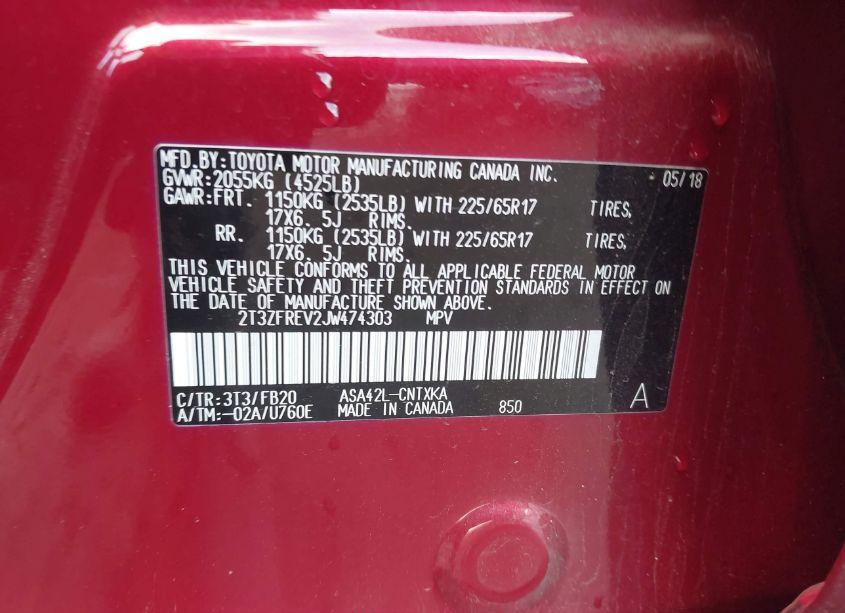 MFD.BY:TOYOTA MOTOR MANUFACTURING CANADA INC. 05/18
GVWR:2055KG (4525LB)
GAWR:FRT. 1150KG (2535LB) WITH 225/65R17 TIRES,
17X6. 5J RIMS.
RR. 1150KG (2535LB) WITH 225/65R17 TIRES,
17X6. 5J RIMS.
THIS VEHICLE CONFORMS TO ALL APPLICABLE FEDERAL MOTOR
VEHICLE SAFETY AND THEFT PREVENTION STANDARDS IN EFFECT ON
THE DATE OF MANUFACTURE SHOWN ABOVE.
2T3ZFREV2JW474303 MPV
C/TR:3T3/FB20 ASA42L-CNTXKA
A/TM:-02A/U760E MADE IN CANADA 850 A